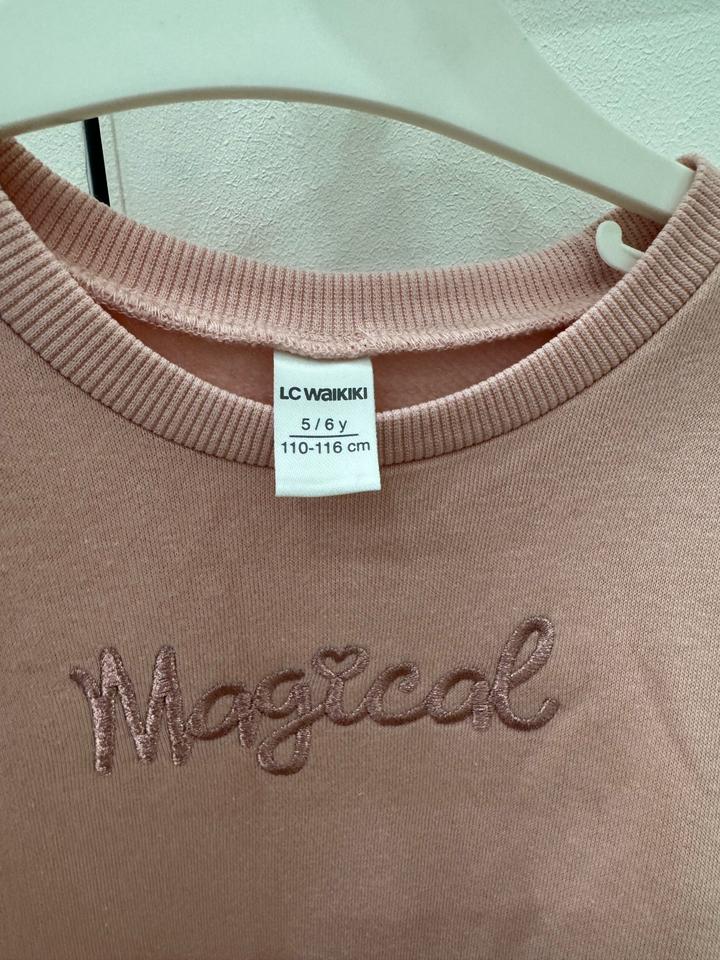 LC WAIKIKI
5/6 y
110-116 cm
Magical